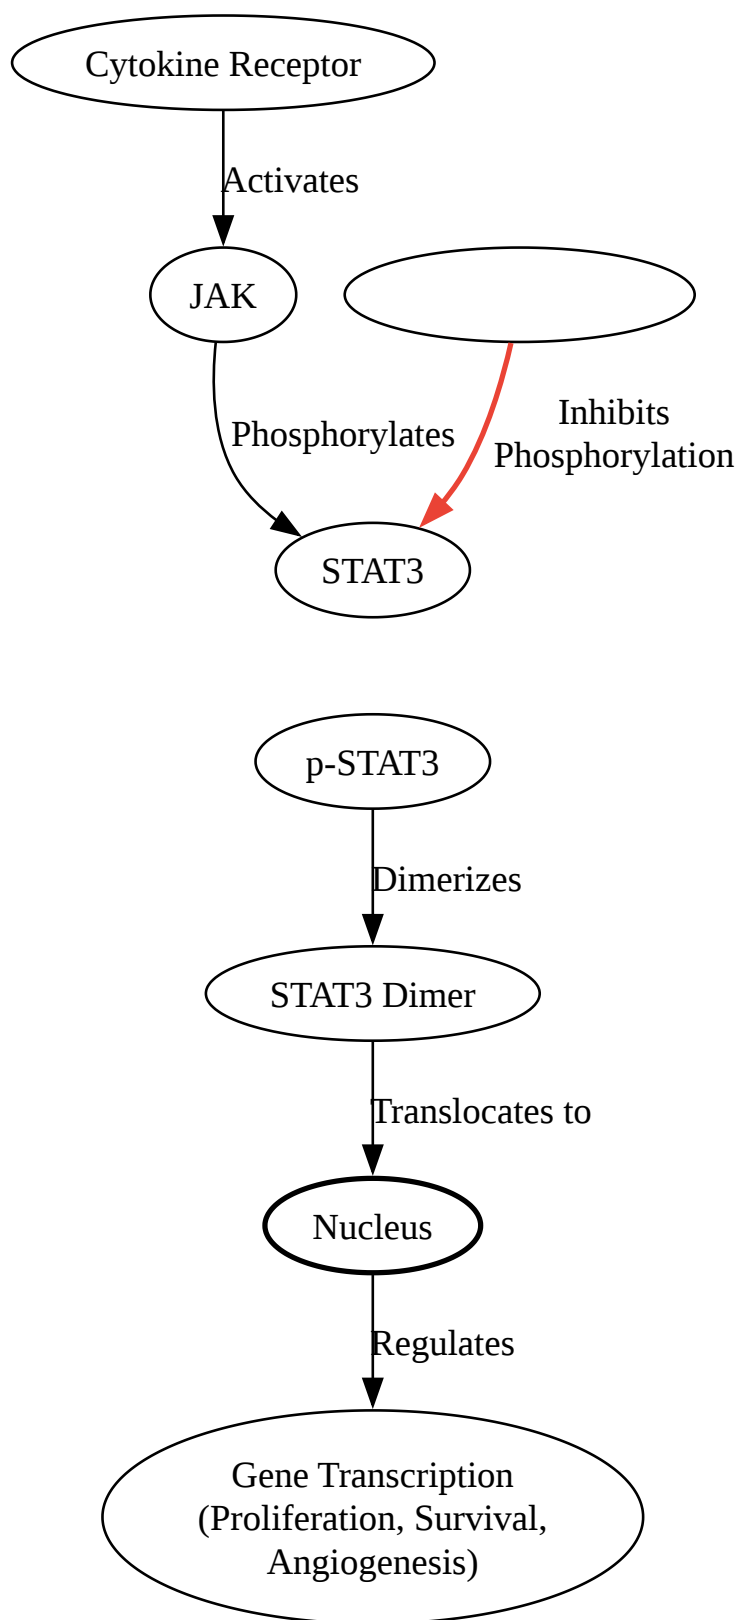 Cytokine Receptor
Activates
JAK
Phosphorylates
Inhibits
Phosphorylation
STAT3
p-STAT3
Dimerizes
STAT3 Dimer
Translocates to
Nucleus
Regulates
Gene Transcription
(Proliferation, Survival,
Angiogenesis)